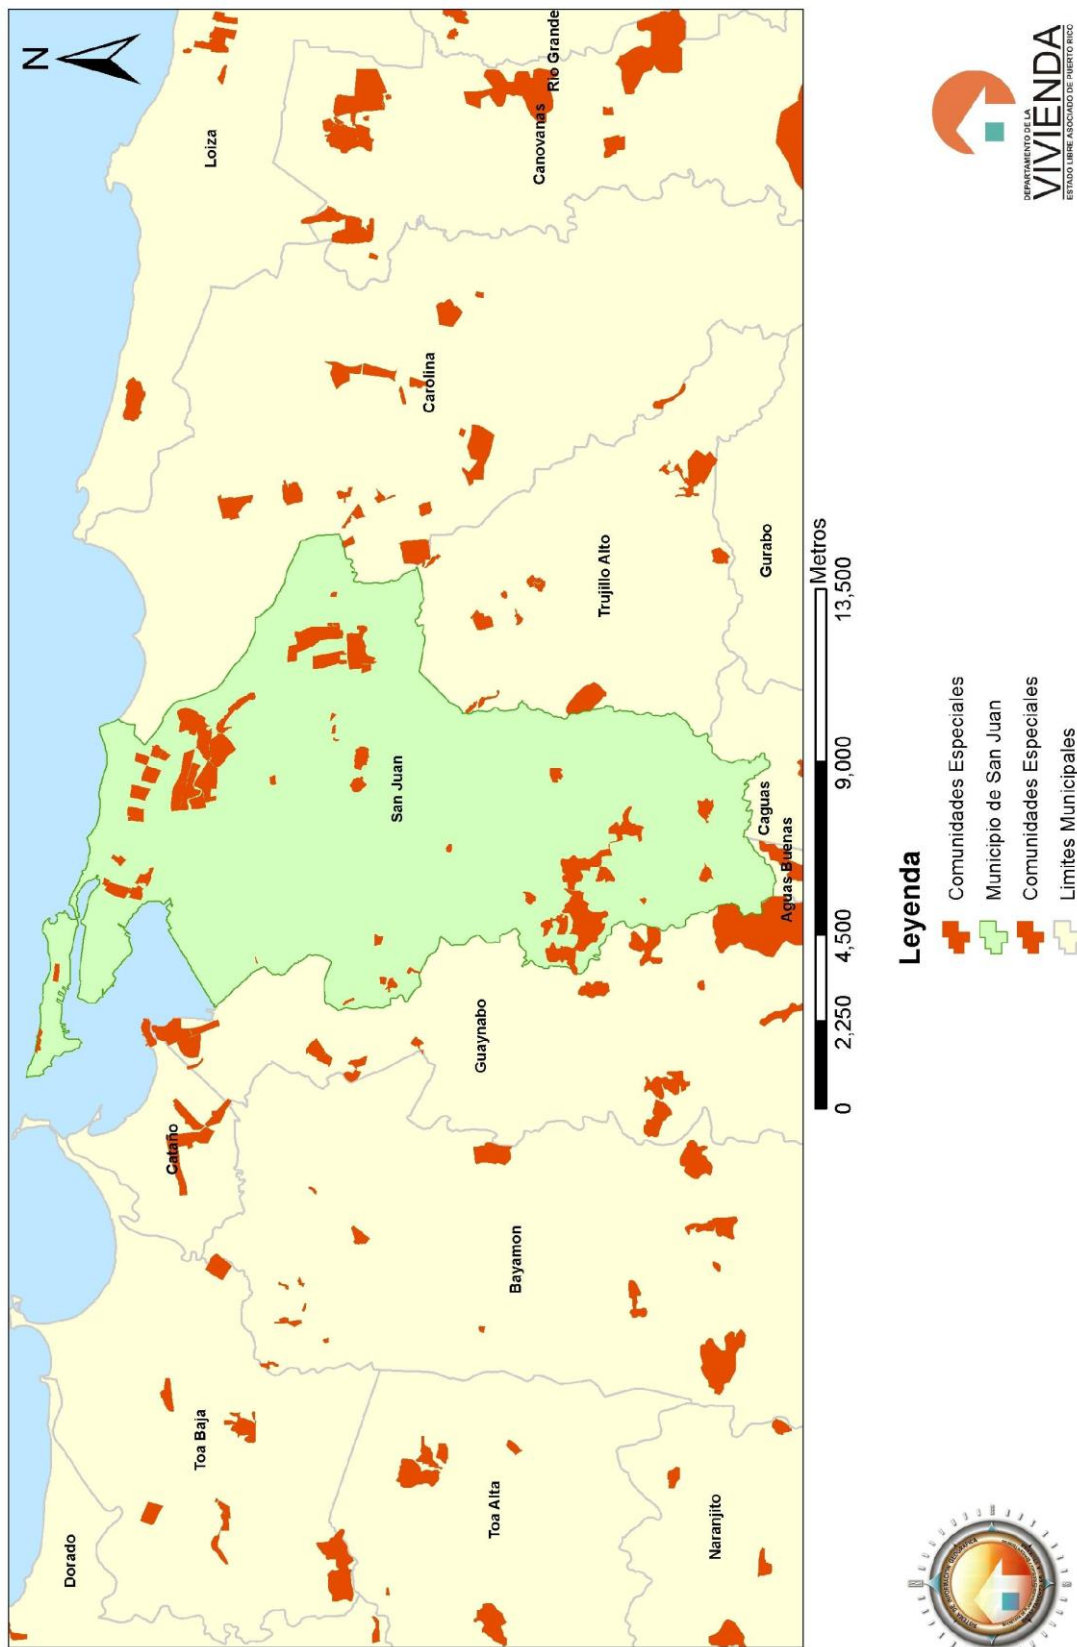 N
Dorado
Toa Baja
Cataño
Loiza
Toa Alta
Bayamon
Guaynabo
San Juan
Carolina
Canovanas
Rio Grande
Trujillo Alto
Naranjito
Aguas Buenas
Caguas
Gurabo
0
2,250
4,500
9,000
13,500
Metros
Leyenda
Comunidades Especiales
Municipio de San Juan
Comunidades Especiales
Limites Municipales
DEPARTAMENTO DE LA
VIVIENDA
ESTADO LIBRE ASOCIADO DE PUERTO RICO